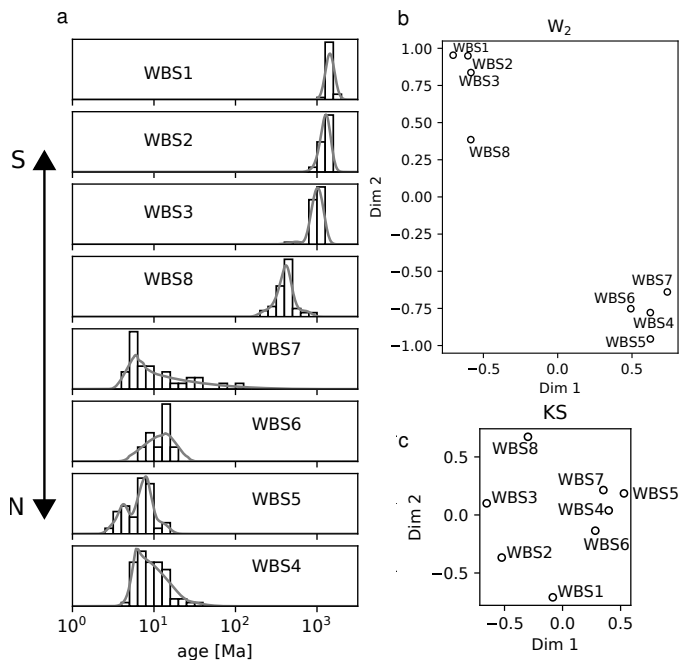 a
WBS1
WBS2
WBS3
WBS8
WBS7
WBS6
WBS5
WBS4
S
N
10⁰
10¹
10²
10³
age [Ma]
b
W₂
1.00
0.75
0.50
0.25
0.00
−0.25
−0.50
−0.75
−1.00
Dim 2
WBS1
WBS2
WBS3
WBS8
WBS7
WBS6
WBS4
WBS5
−0.5
0.0
0.5
Dim 1
c
KS
0.5
0.0
−0.5
Dim 2
WBS8
WBS7
WBS5
WBS3
WBS4
WBS6
WBS2
WBS1
−0.5
0.0
0.5
Dim 1